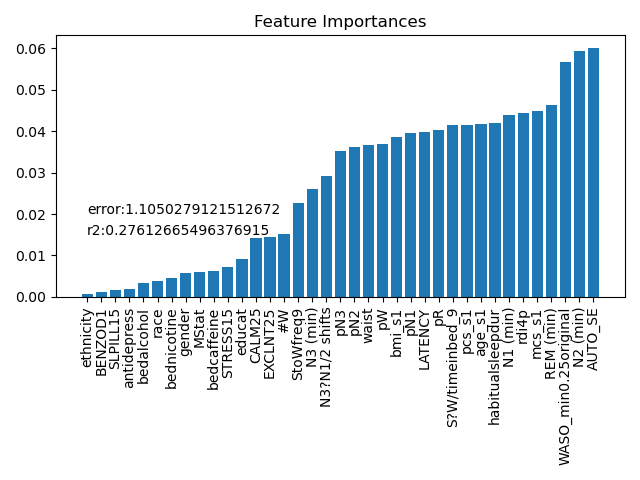 Feature Importances
0.06
0.05
0.04
0.03
0.02
0.01
0.00
error:1.1050279121512672
r2:0.27612665496376915
ethnicity
BENZOD1
SLPILL15
antidepress
bedalcohol
race
bednicotine
gender
MStat
bedcaffeine
STRESS15
educat
CALM25
EXCLNT25
#W
StoWfreq9
N3 (min)
N3?N1/2 shifts
pN3
pN2
waist
pW
bmi_s1
pN1
LATENCY
pR
S?W/timeinbed_9
pcs_s1
age_s1
habitualsleepdur
N1 (min)
rdi4p
mcs_s1
REM (min)
WASO_min0.25original
N2 (min)
AUTO_SE